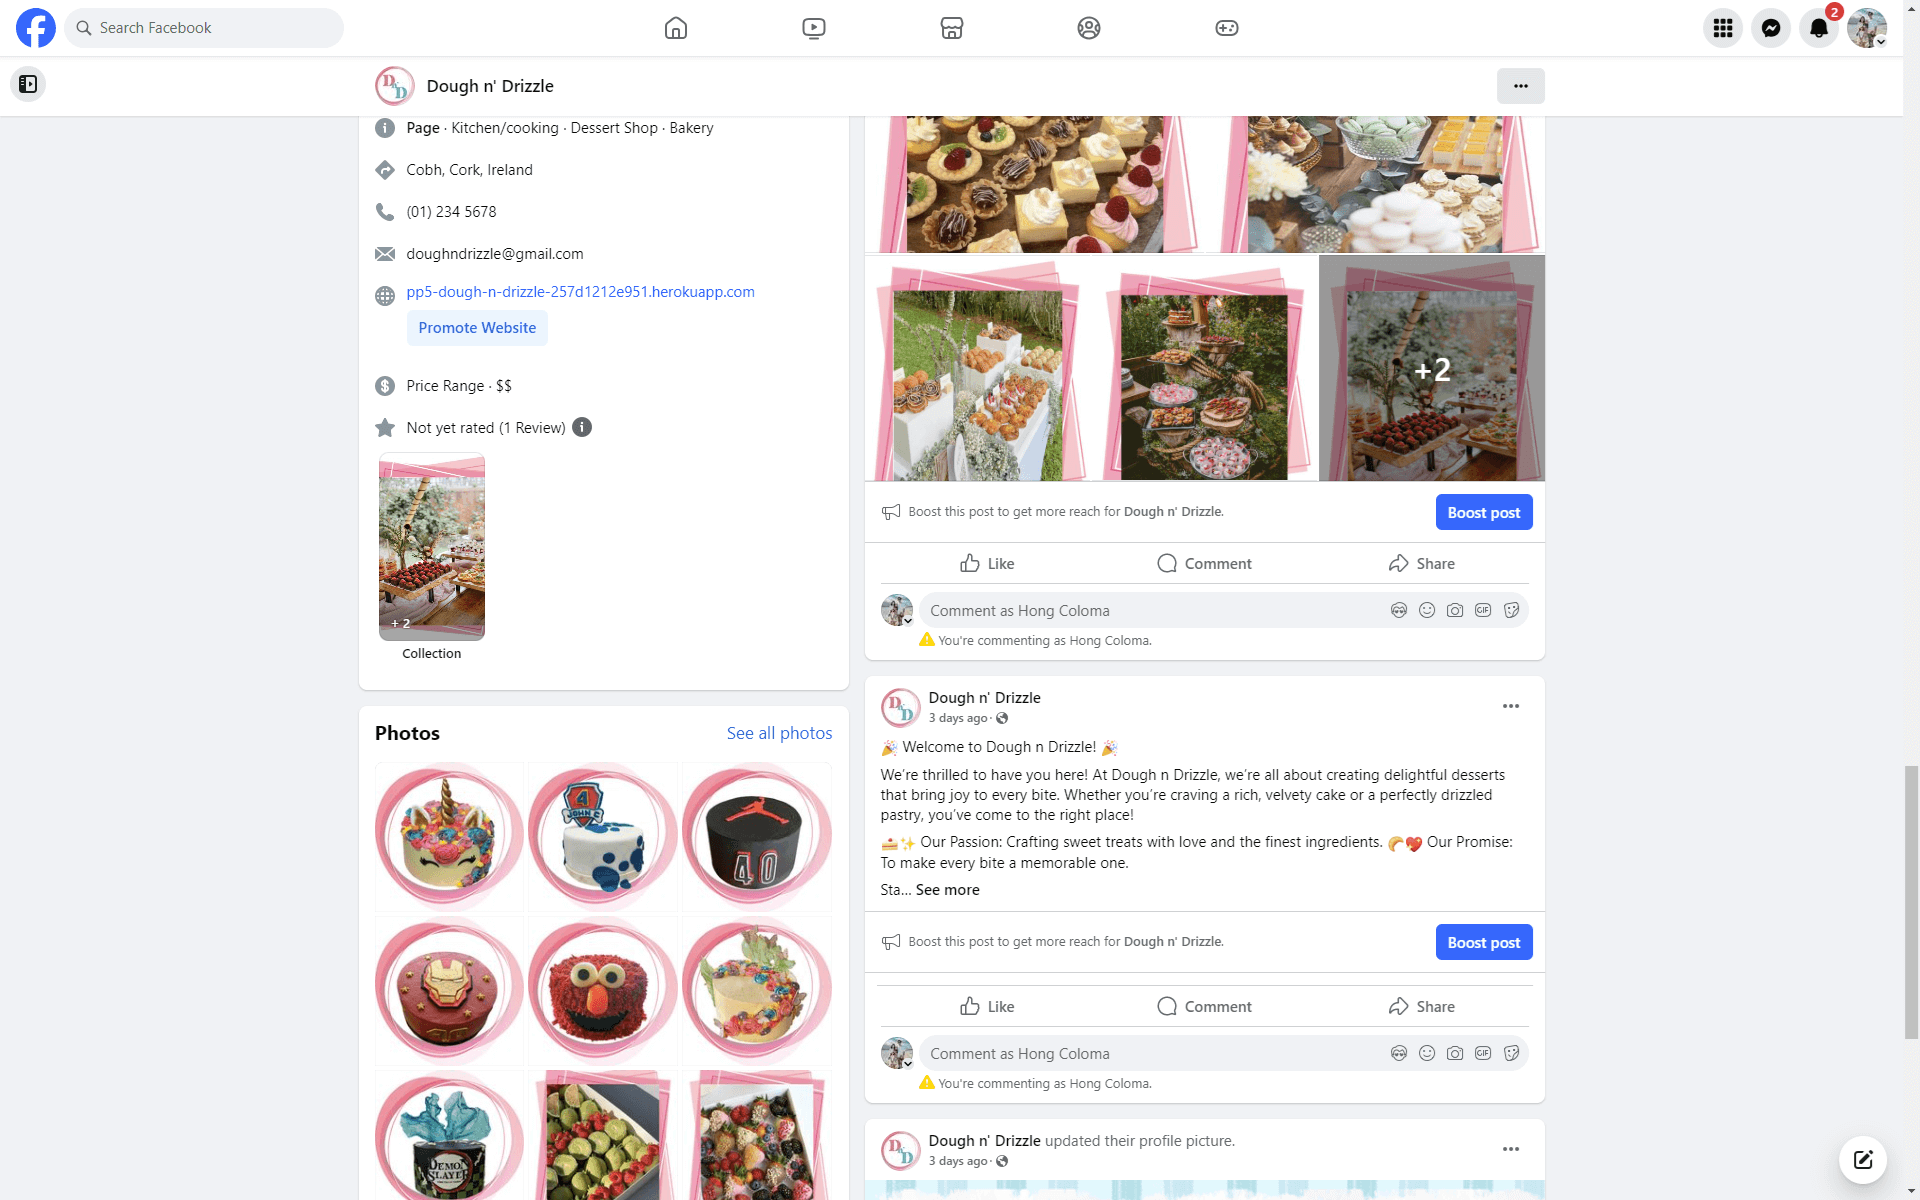 Search Facebook
2
D n D
Dough n' Drizzle
Page · Kitchen/cooking · Dessert Shop · Bakery
Cobh, Cork, Ireland
(01) 234 5678
doughndrizzle@gmail.com
pp5-dough-n-drizzle-257d1212e951.herokuapp.com
Promote Website
Price Range · $$
Not yet rated (1 Review)
+ 2
Collection
Photos
See all photos
4
JOHN C
40
DEMON
SLAYER
+2
Boost this post to get more reach for Dough n' Drizzle.
Boost post
Like
Comment
Share
Comment as Hong Coloma
GIF
You're commenting as Hong Coloma.
D n D
Dough n' Drizzle
3 days ago ·
🎉 Welcome to Dough n Drizzle! 🎉
We’re thrilled to have you here! At Dough n Drizzle, we’re all about creating delightful desserts
that bring joy to every bite. Whether you’re craving a rich, velvety cake or a perfectly drizzled
pastry, you’ve come to the right place!
🍰✨ Our Passion: Crafting sweet treats with love and the finest ingredients. 🥐💖 Our Promise:
To make every bite a memorable one.
Sta... See more
Boost this post to get more reach for Dough n' Drizzle.
Boost post
Like
Comment
Share
Comment as Hong Coloma
GIF
You're commenting as Hong Coloma.
D n D
Dough n' Drizzle updated their profile picture.
3 days ago ·